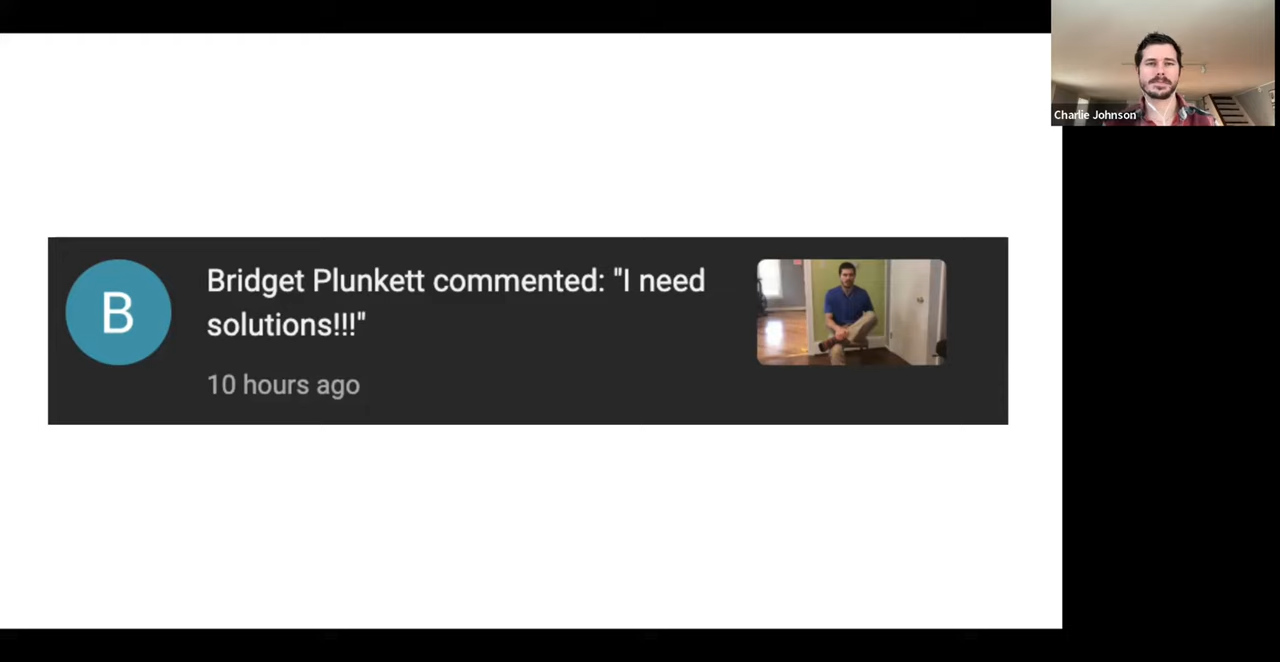 Charlie Johnson
B
Bridget Plunkett commented: "I need
solutions!!!"
10 hours ago